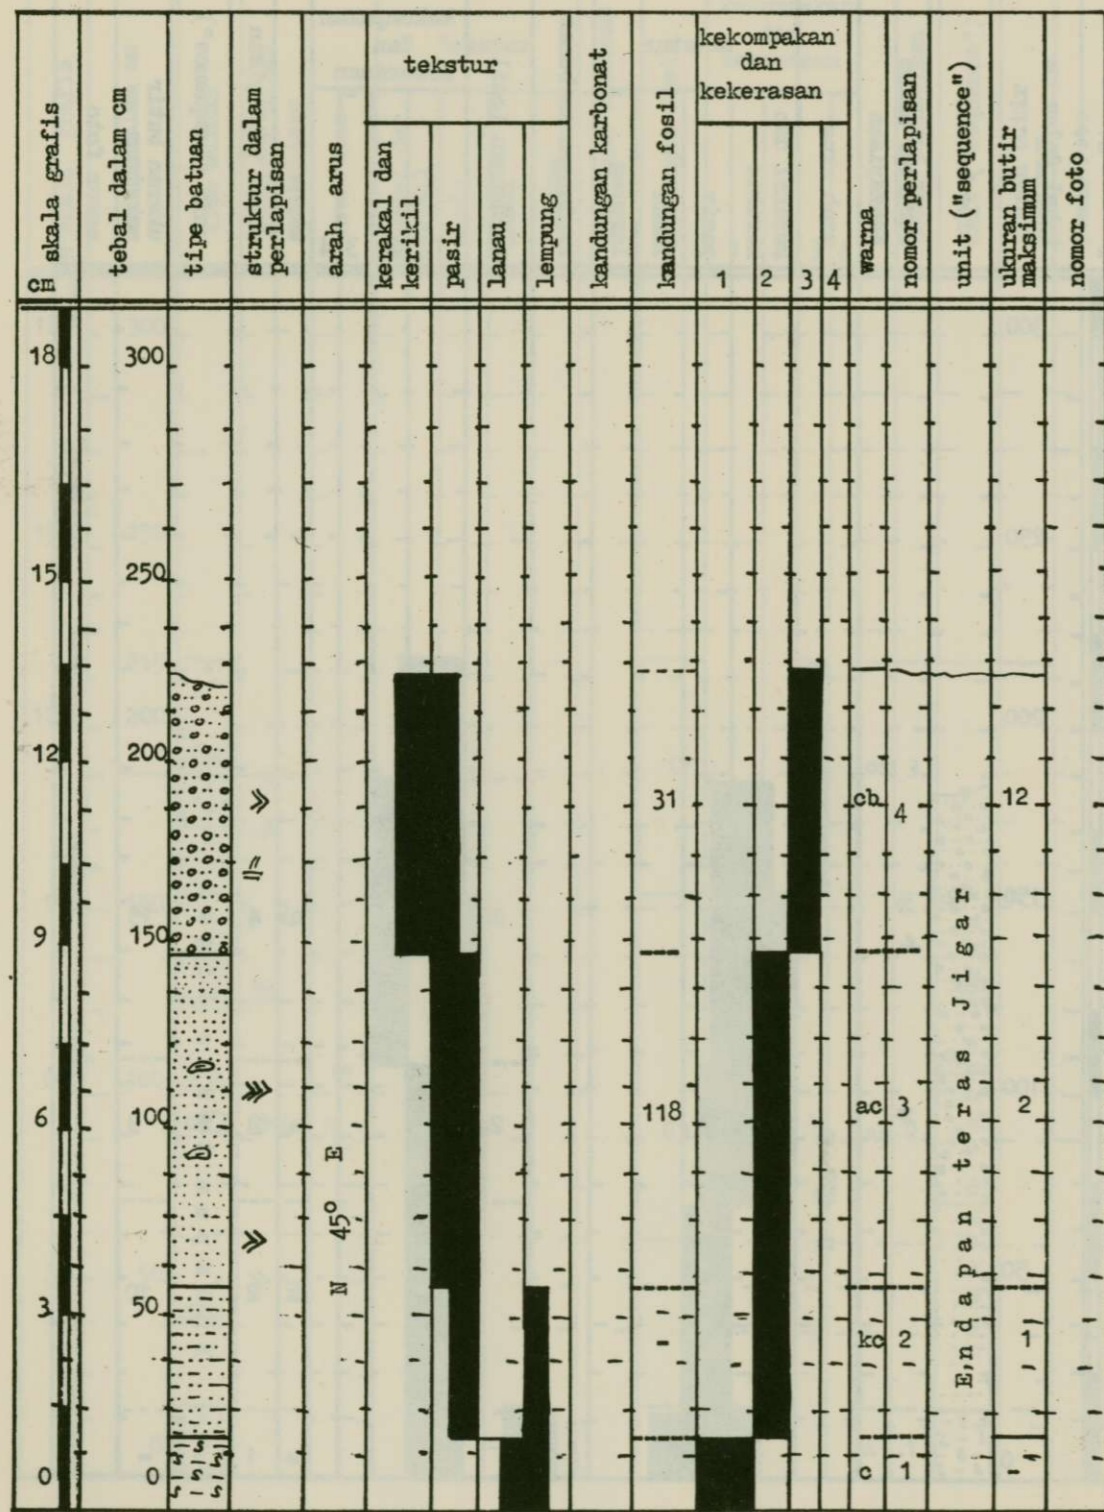 tekstur
kekompakan
dan
kekerasan
cm
skala grafis
tebal dalam cm
tipe batuan
struktur dalam
perlapisan
arah arus
kerakal dan
kerikil
pasir
lanau
lempung
kandungan karbonat
kandungan fosil
1
2
3
4
warna
nomor perlapisan
unit ("sequence")
ukuran butir
maksimum
nomor foto
18 300
15 250
12 200
31 cb 4 12
9 150
6 100 118 ac 3 2
N 45° E
Endapan teras Jigar
3 50
- kc 2 1
0 0 c 1 -